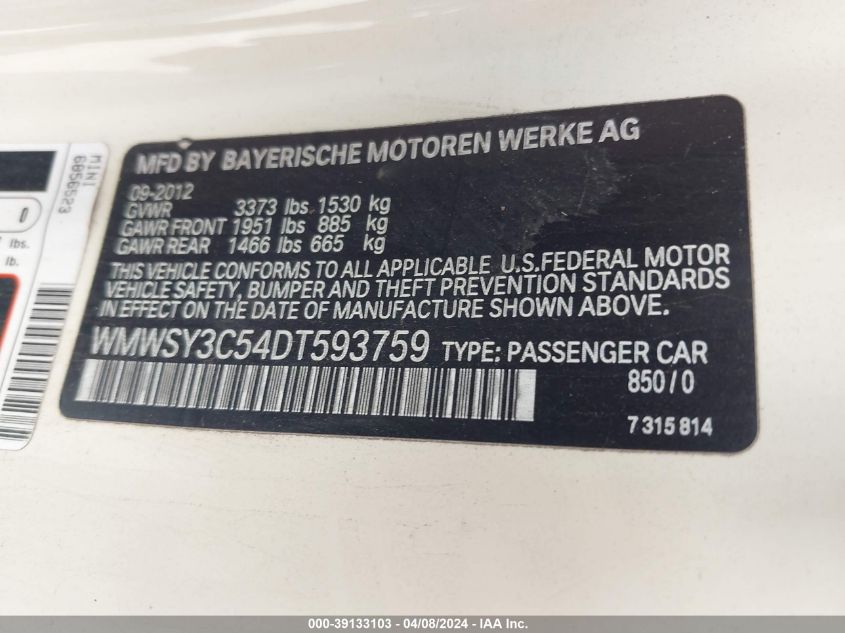 MINI
6856523
0
lbs.
lb.
MFD BY BAYERISCHE MOTOREN WERKE AG
09-2012
GVWR 3373 lbs 1530 kg
GAWR FRONT 1951 lbs 885 kg
GAWR REAR 1466 lbs 665 kg
THIS VEHICLE CONFORMS TO ALL APPLICABLE U.S.FEDERAL MOTOR
VEHICLE SAFETY, BUMPER AND THEFT PREVENTION STANDARDS
IN EFFECT ON THE DATE OF MANUFACTURE SHOWN ABOVE.
WMWSY3C54DT593759 TYPE: PASSENGER CAR
850/0
7 315 814
000-39133103 - 04/08/2024 - IAA Inc.